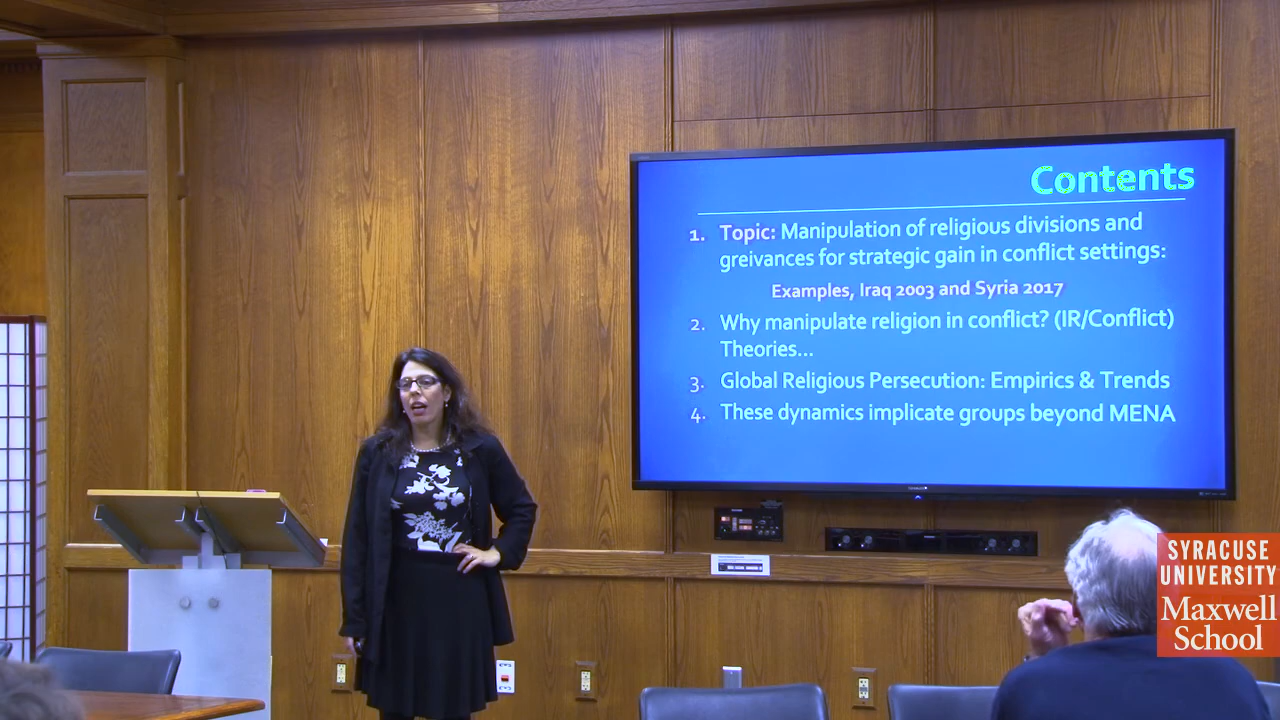 Contents
1. Topic: Manipulation of religious divisions and
greivances for strategic gain in conflict settings:
Examples, Iraq 2003 and Syria 2017
2. Why manipulate religion in conflict? (IR/Conflict)
Theories...
3. Global Religious Persecution: Empirics & Trends
4. These dynamics implicate groups beyond MENA
SYRACUSE
UNIVERSITY
Maxwell
School